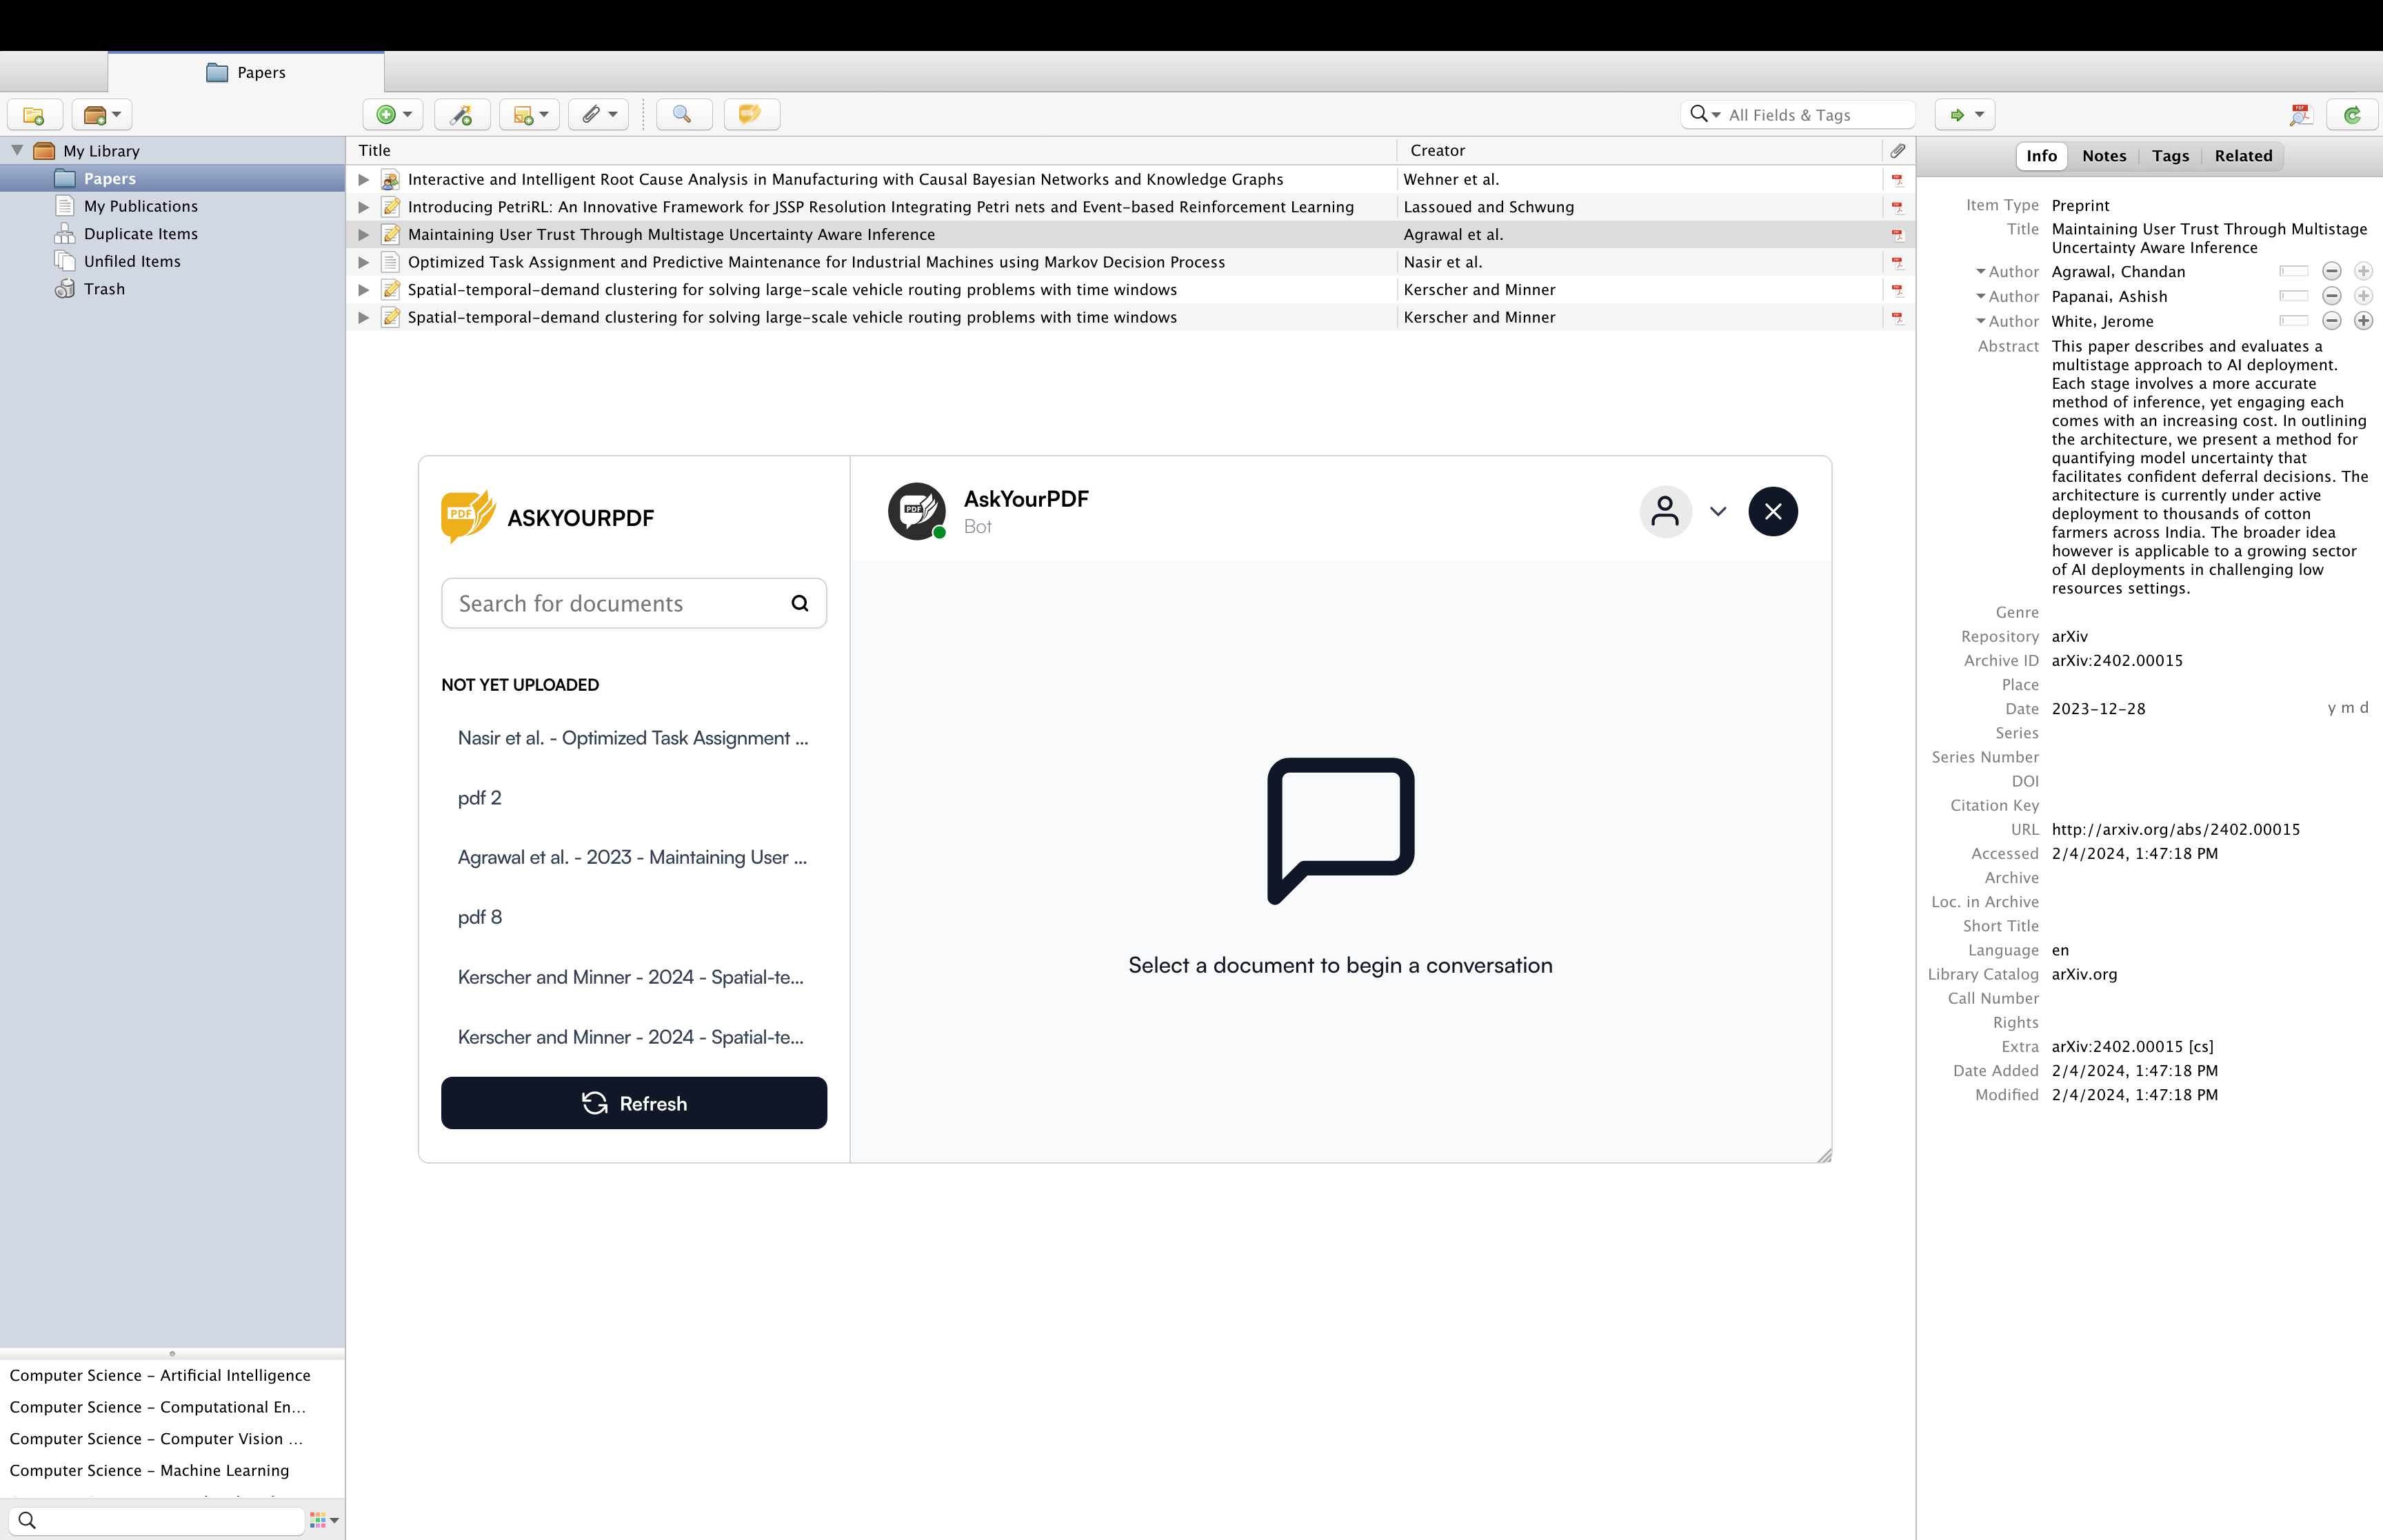 Papers
All Fields & Tags
My Library
Papers
My Publications
Duplicate Items
Unfiled Items
Trash
Title Creator
Interactive and Intelligent Root Cause Analysis in Manufacturing with Causal Bayesian Networks and Knowledge Graphs Wehner et al.
Introducing PetriRL: An Innovative Framework for JSSP Resolution Integrating Petri nets and Event-based Reinforcement Learning Lassoued and Schwung
Maintaining User Trust Through Multistage Uncertainty Aware Inference Agrawal et al.
Optimized Task Assignment and Predictive Maintenance for Industrial Machines using Markov Decision Process Nasir et al.
Spatial-temporal-demand clustering for solving large-scale vehicle routing problems with time windows Kerscher and Minner
Spatial-temporal-demand clustering for solving large-scale vehicle routing problems with time windows Kerscher and Minner
PDF ASKYOURPDF
Search for documents
NOT YET UPLOADED
Nasir et al. - Optimized Task Assignment ...
pdf 2
Agrawal et al. - 2023 - Maintaining User ...
pdf 8
Kerscher and Minner - 2024 - Spatial-te...
Kerscher and Minner - 2024 - Spatial-te...
Refresh
PDF AskYourPDF
Bot
Select a document to begin a conversation
Info Notes Tags Related
Item Type Preprint
Title Maintaining User Trust Through Multistage
Uncertainty Aware Inference
Author Agrawal, Chandan
Author Papanai, Ashish
Author White, Jerome
Abstract This paper describes and evaluates a
multistage approach to AI deployment.
Each stage involves a more accurate
method of inference, yet engaging each
comes with an increasing cost. In outlining
the architecture, we present a method for
quantifying model uncertainty that
facilitates confident deferral decisions. The
architecture is currently under active
deployment to thousands of cotton
farmers across India. The broader idea
however is applicable to a growing sector
of AI deployments in challenging low
resources settings.
Genre
Repository arXiv
Archive ID arXiv:2402.00015
Place
Date 2023-12-28 y m d
Series
Series Number
DOI
Citation Key
URL http://arxiv.org/abs/2402.00015
Accessed 2/4/2024, 1:47:18 PM
Archive
Loc. in Archive
Short Title
Language en
Library Catalog arXiv.org
Call Number
Rights
Extra arXiv:2402.00015 [cs]
Date Added 2/4/2024, 1:47:18 PM
Modified 2/4/2024, 1:47:18 PM
Computer Science - Artificial Intelligence
Computer Science - Computational En...
Computer Science - Computer Vision ...
Computer Science - Machine Learning